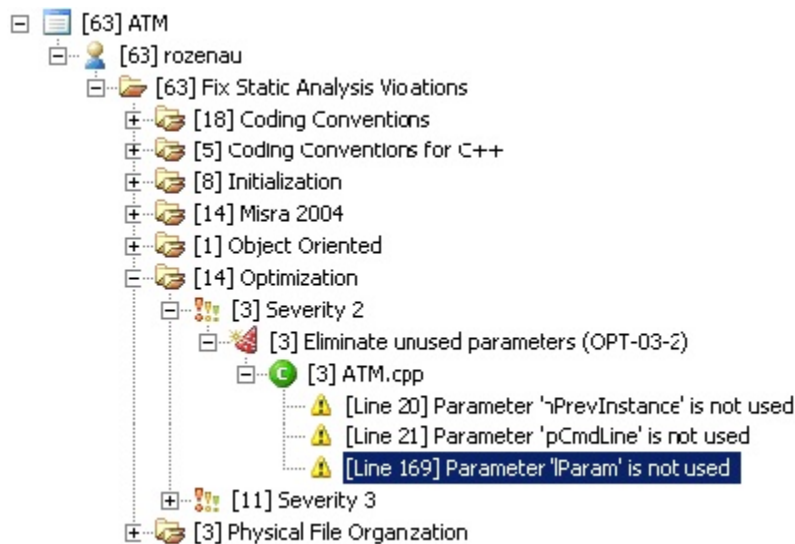 [63] ATM
[63] rozenau
[63] Fix Static Analysis Vioations
[18] Coding Conventions
[5] Coding Conventions for C++
[8] Initialization
[14] Misra 2004
[1] Object Oriented
[14] Optimization
[3] Severity 2
[3] Eliminate unused parameters (OPT-03-2)
C [3] ATM.cpp
[Line 20] Parameter 'hPrevInstance' is not used
[Line 21] Parameter 'pCmdLine' is not used
[Line 169] Parameter 'lParam' is not used
[11] Severity 3
[3] Physical File Organzation